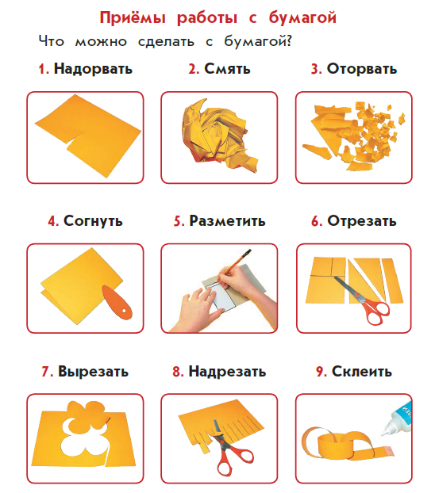 Приёмы работы с бумагой
Что можно сделать с бумагой?
1. Надорвать
2. Смять
3. Оторвать
4. Согнуть
5. Разметить
6. Отрезать
7. Вырезать
8. Надрезать
9. Склеить